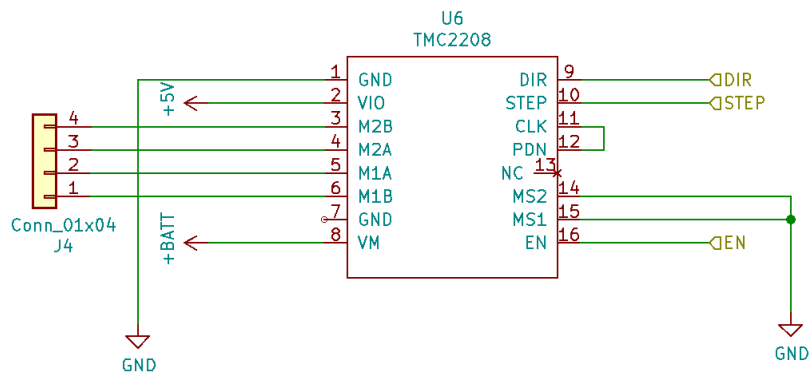 U6
TMC2208
1 GND DIR 9 DIR
+5V 2 VIO STEP 10 STEP
4 3 M2B CLK 11
3 4 M2A PDN 12
2 5 M1A NC 13
1 6 M1B MS2 14
7 GND MS1 15
+BATT 8 VM EN 16 EN
Conn_01x04
J4
GND
GND